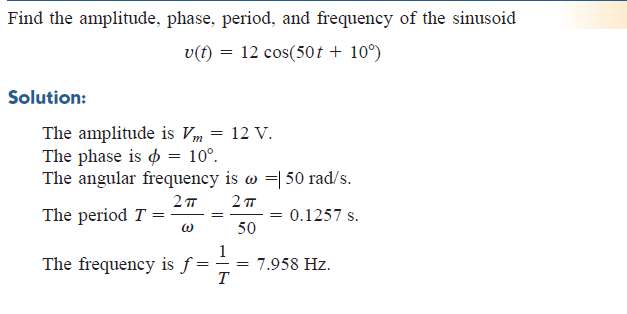 Find the amplitude, phase, period, and frequency of the sinusoid
v(t) = 12 cos(50t + 10°)
Solution:
The amplitude is Vm = 12 V.
The phase is ϕ = 10°.
The angular frequency is ω =| 50 rad/s.
The period T = 2π/ω = 2π/50 = 0.1257 s.
The frequency is f = 1/T = 7.958 Hz.